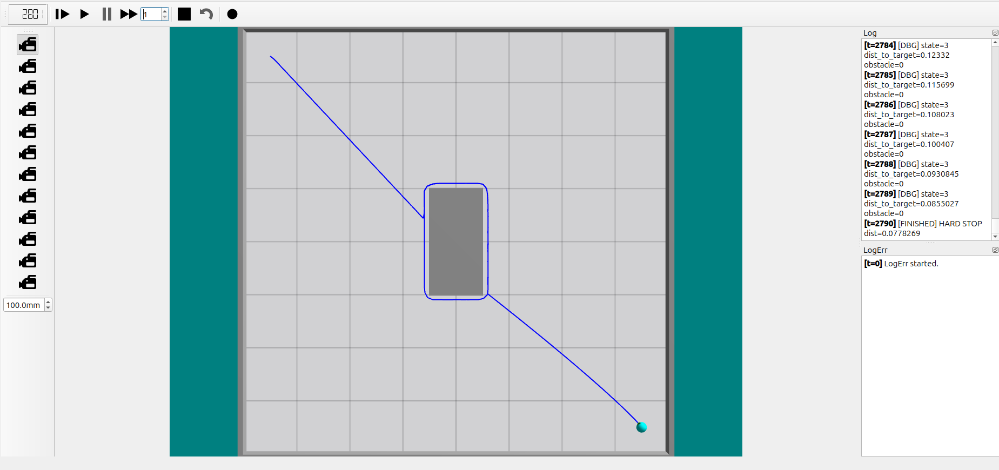 2801
1
100.0mm
Log
[t=2784] [DBG] state=3
dist_to_target=0.12332
obstacle=0
[t=2785] [DBG] state=3
dist_to_target=0.115699
obstacle=0
[t=2786] [DBG] state=3
dist_to_target=0.108023
obstacle=0
[t=2787] [DBG] state=3
dist_to_target=0.100407
obstacle=0
[t=2788] [DBG] state=3
dist_to_target=0.0930845
obstacle=0
[t=2789] [DBG] state=3
dist_to_target=0.0855027
obstacle=0
[t=2790] [FINISHED] HARD STOP
dist=0.0778269
LogErr
[t=0] LogErr started.